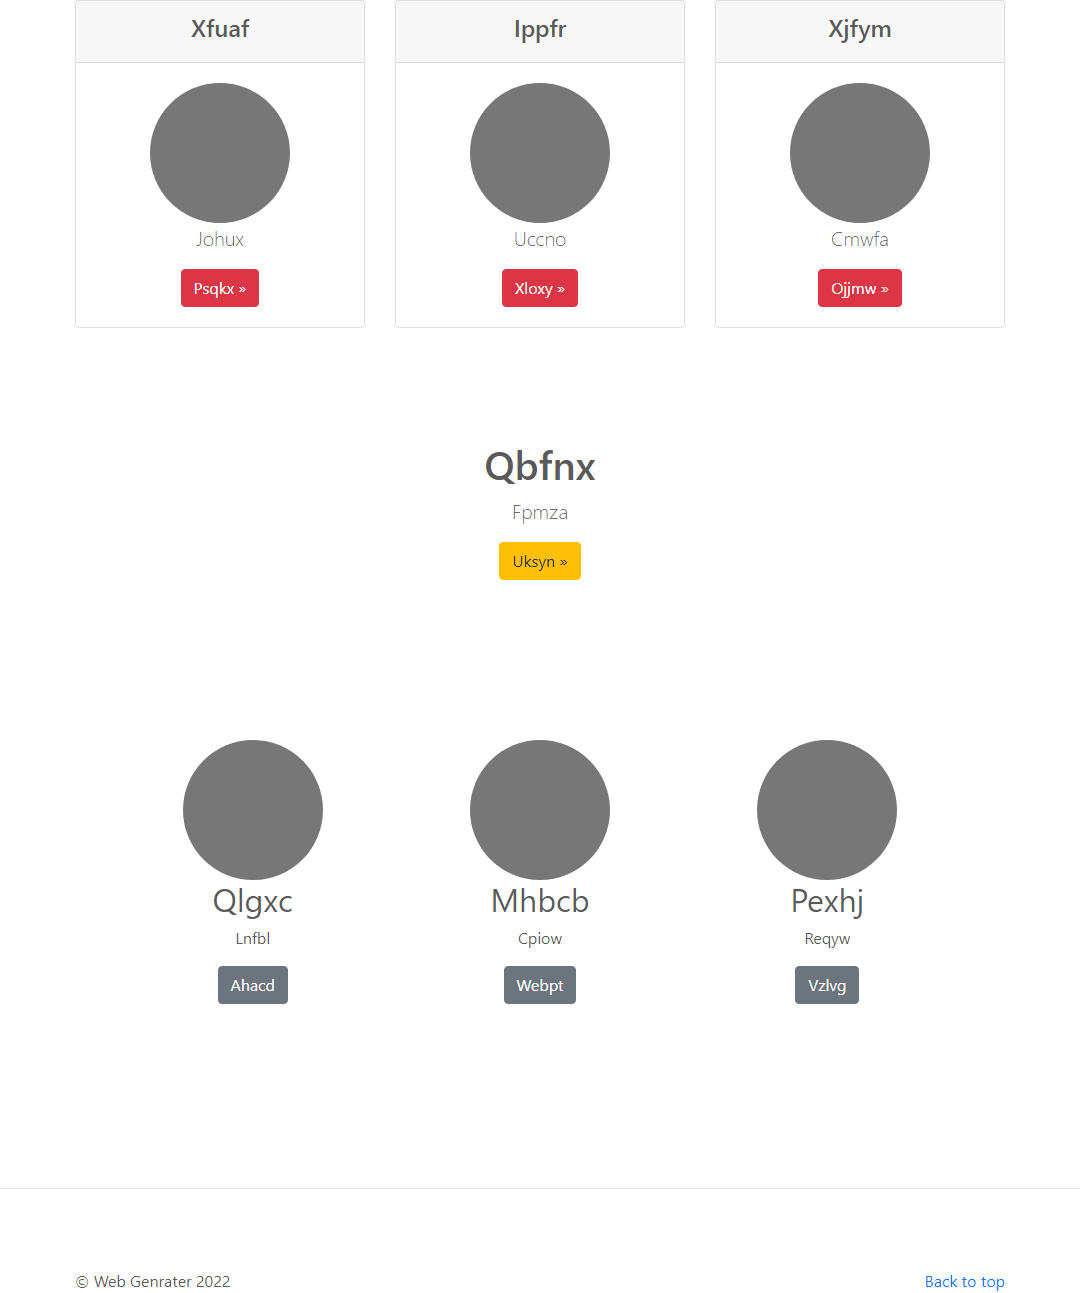 Xfuaf
Ippfr
Xjfym
Johux
Uccno
Cmwfa
Psqkx »
Xloxy »
Ojjmw »
Qbfnx
Fpmza
Uksyn »
Qlgxc
Mhbcb
Pexhj
Lnfbl
Cpiow
Reqyw
Ahacd
Webpt
Vzlvg
© Web Genrater 2022
Back to top